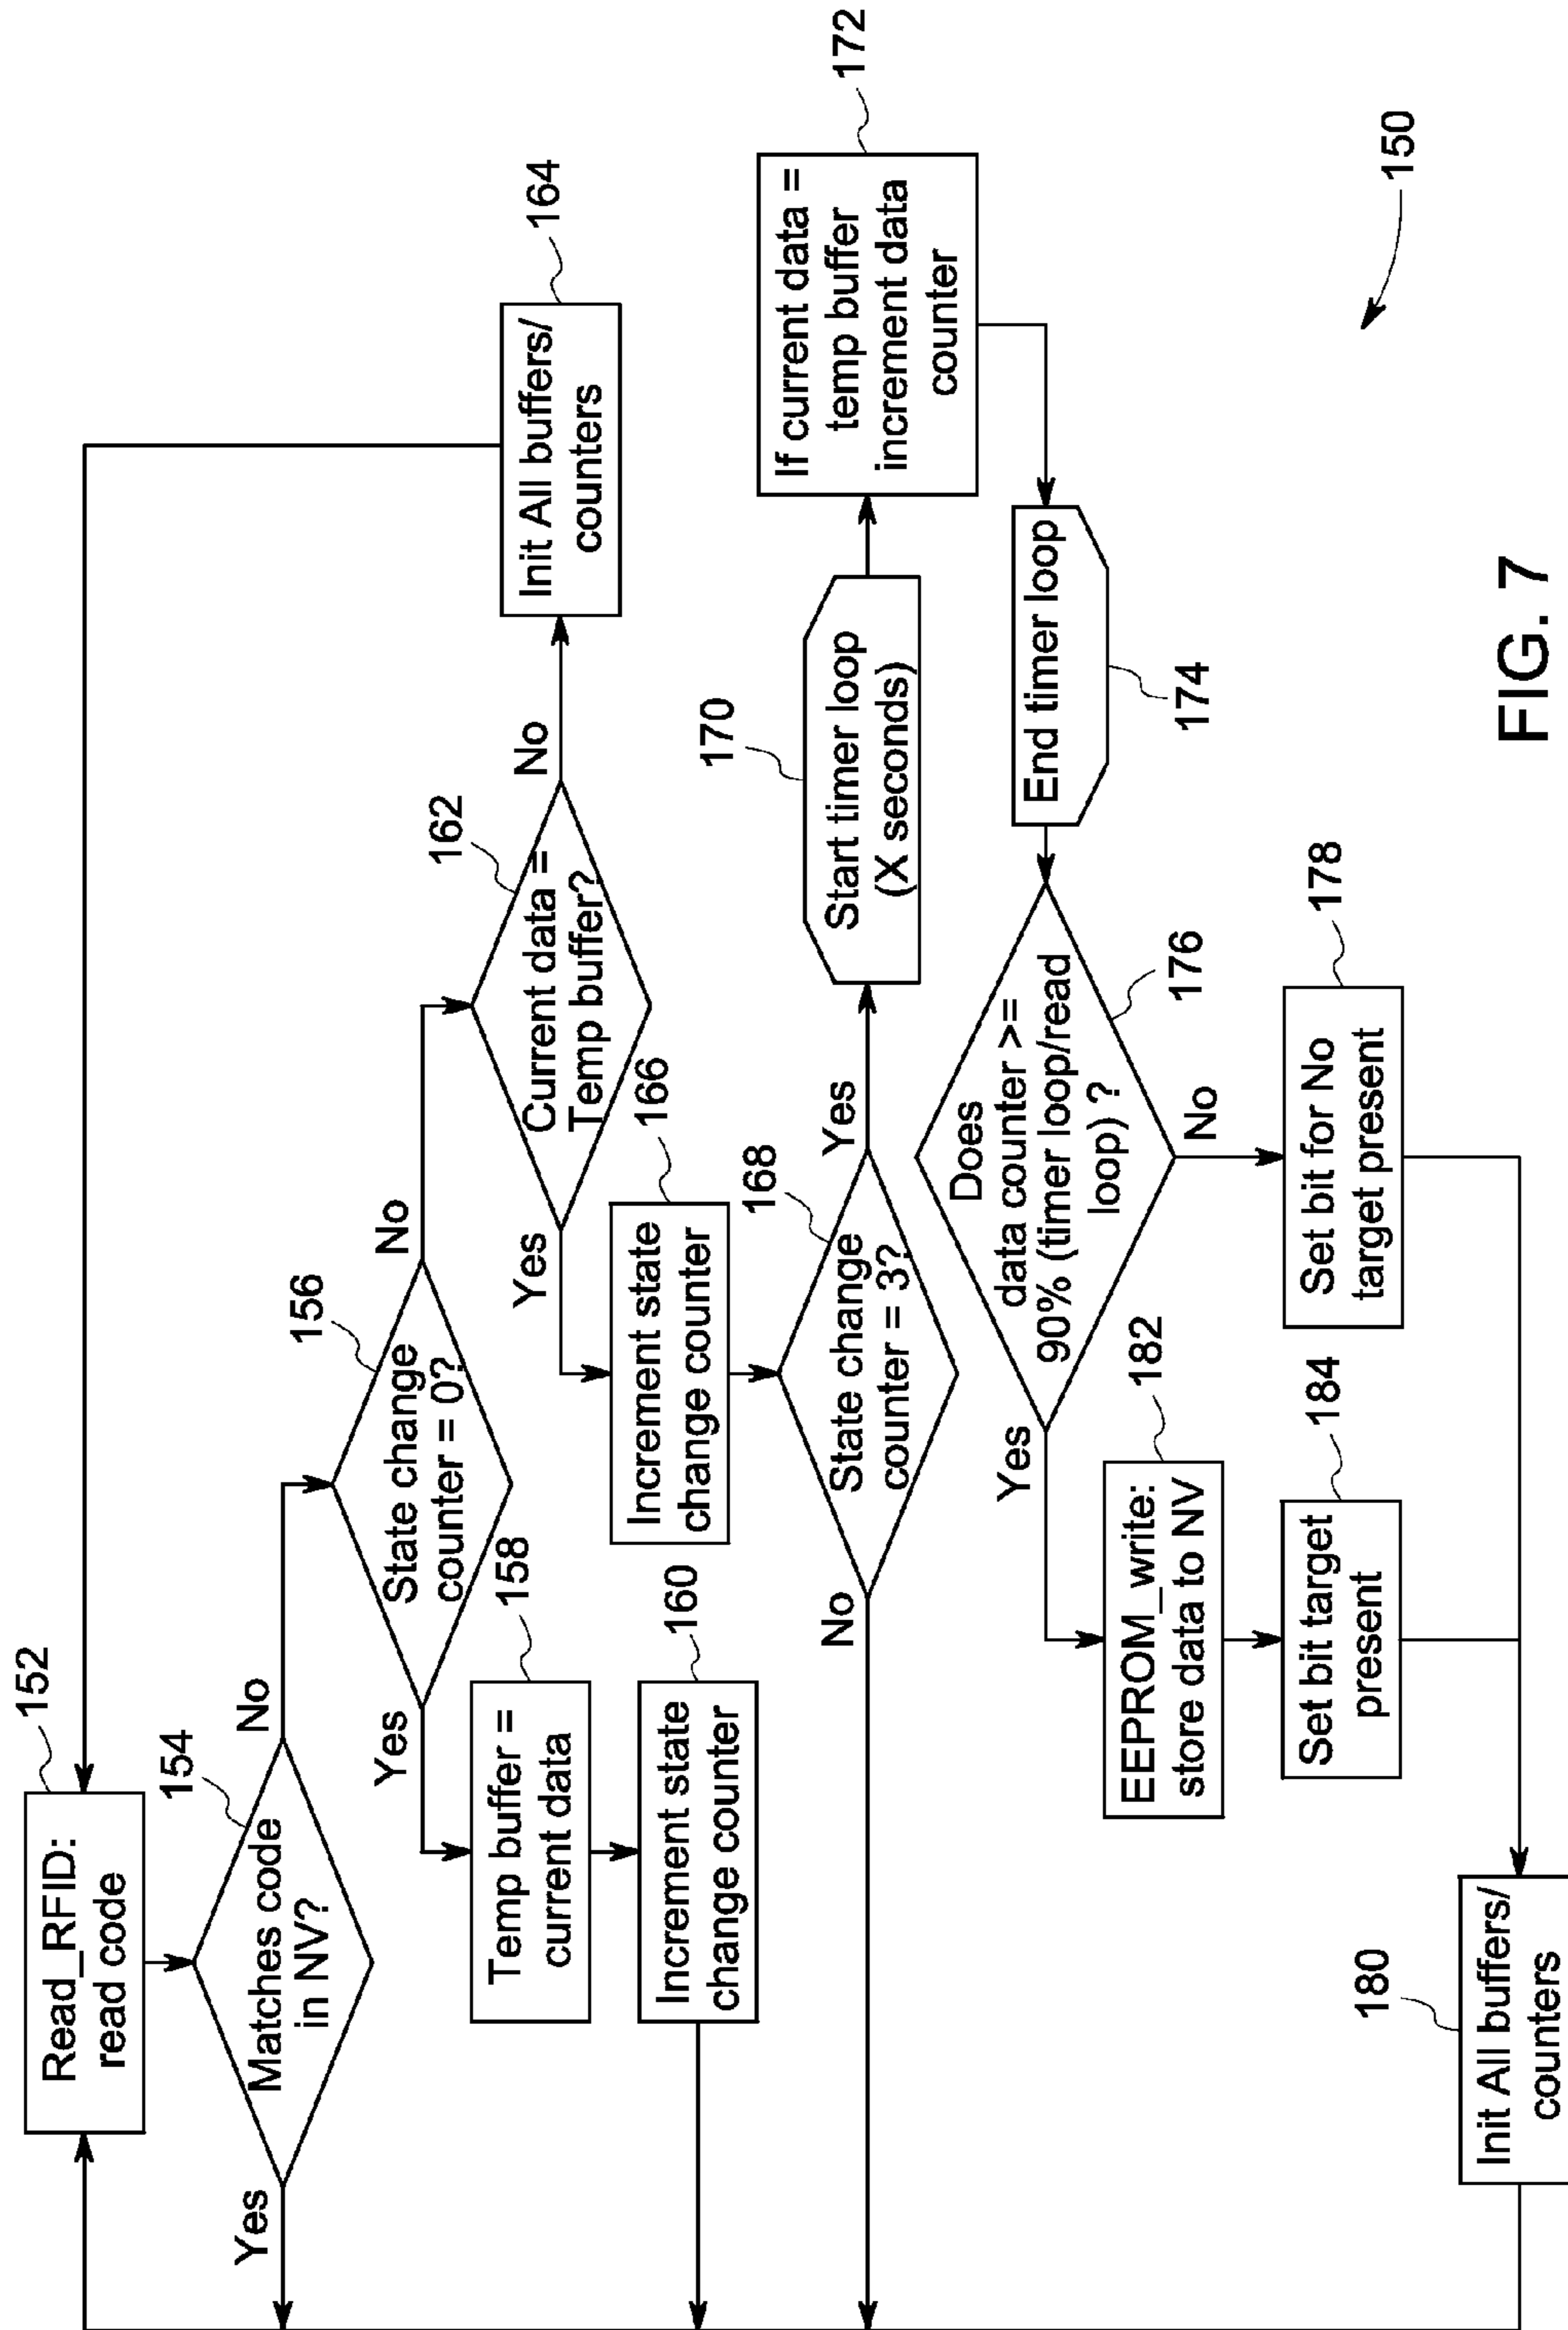 152
Read_RFID:
read code
154
Matches code
in NV?
Yes
No
156
State change
counter = 0?
Yes
No
158
Temp buffer =
current data
160
Increment state
change counter
162
Current data =
Temp buffer?
Yes
No
164
Init All buffers/
counters
166
Increment state
change counter
168
State change
counter = 3?
No
Yes
170
Start timer loop
(X seconds)
172
If current data =
temp buffer
increment data
counter
174
End timer loop
176
Does
data counter >=
90% (timer loop/read
loop) ?
Yes
No
182
EEPROM_write:
store data to NV
184
Set bit target
present
178
Set bit for No
target present
180
Init All buffers/
counters
150
FIG. 7